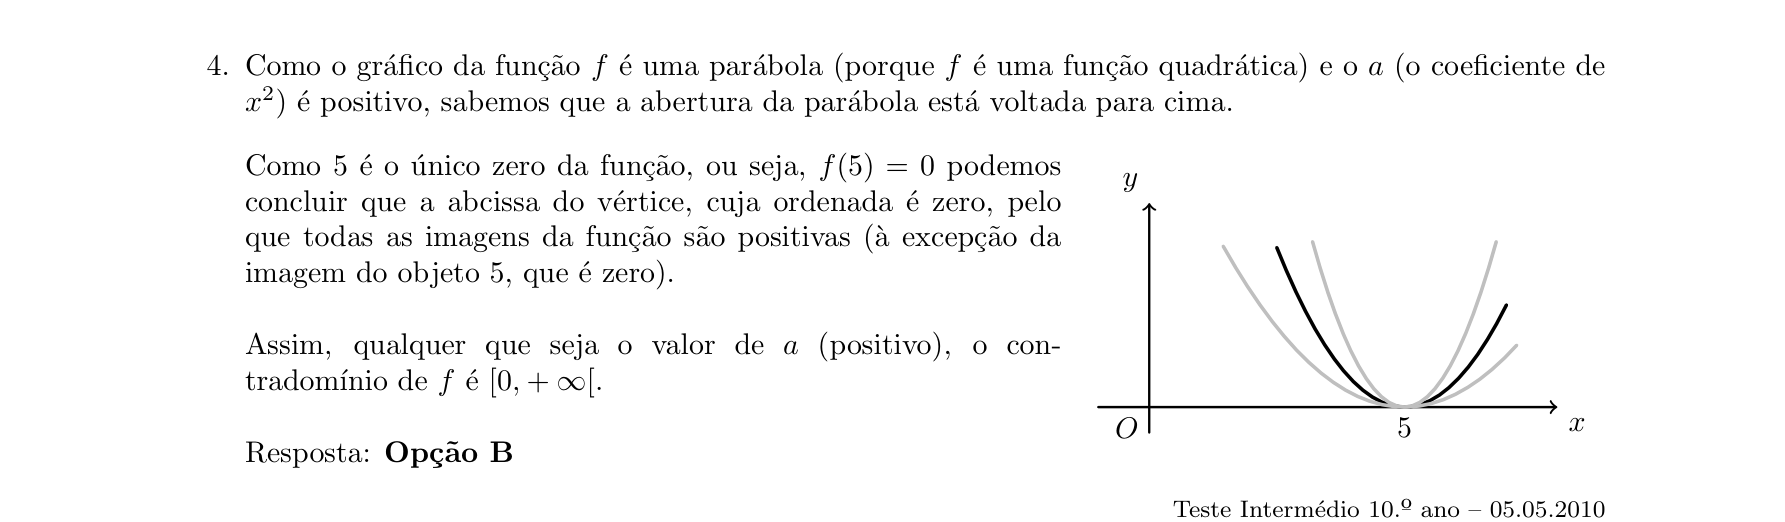 4. Como o gráfico da função f é uma parábola (porque f é uma função quadrática) e o a (o coeficiente de
x²) é positivo, sabemos que a abertura da parábola está voltada para cima.
Como 5 é o único zero da função, ou seja, f(5) = 0 podemos
concluir que a abcissa do vértice, cuja ordenada é zero, pelo
que todas as imagens da função são positivas (à excepção da
imagem do objeto 5, que é zero).
Assim, qualquer que seja o valor de a (positivo), o con-
tradomínio de f é [0, + ∞[.
Resposta: Opção B
y
O
5
x
Teste Intermédio 10.º ano – 05.05.2010